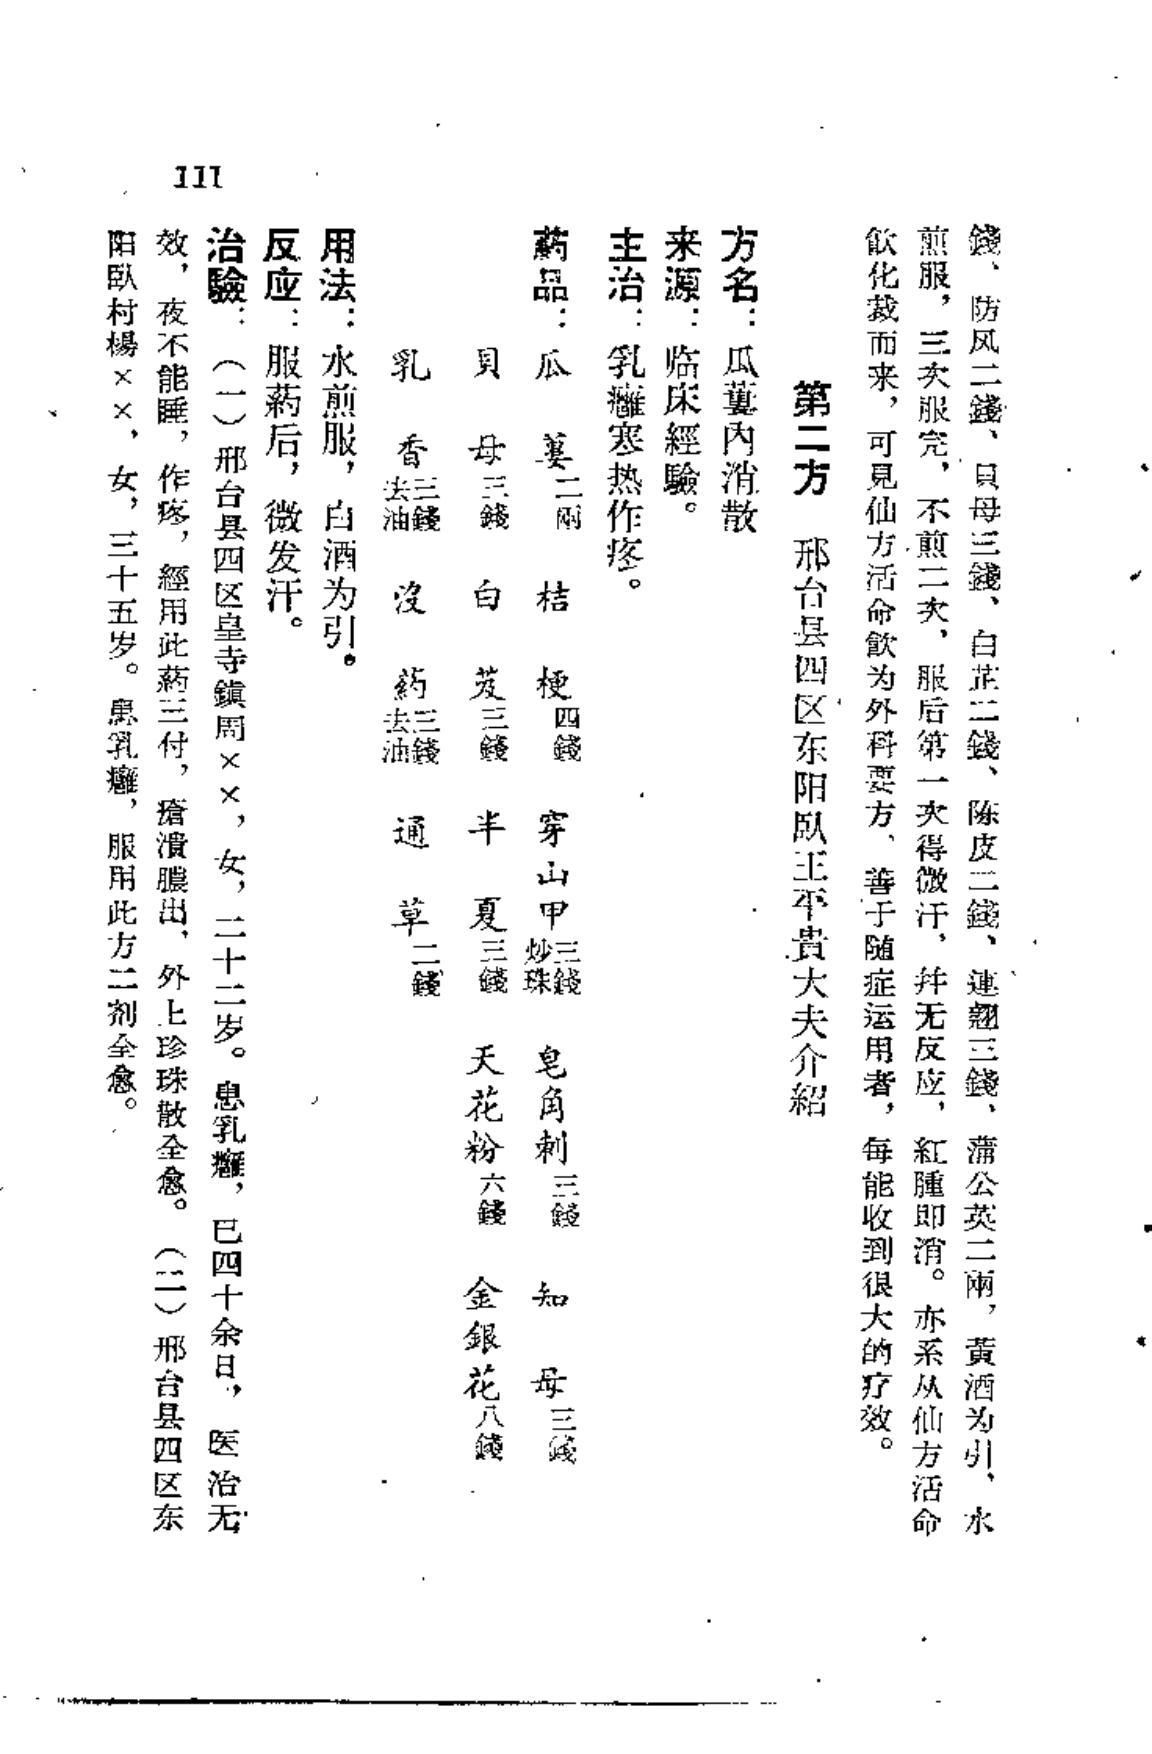 錢、防风二錢、貝母三錢、白芷二錢、陈皮二錢、連翹三錢、蒲公英二兩，黃酒为引、水
煎服，三次服完，不煎二次、服后第一次得微汗，幷无反应，紅腫即消。亦系从仙方活命
飲化裁而来，可見仙方活命飲为外科要方、善于随症运用者，每能收到很大的疗效。
第二方　邢台县四区东阳臥王平貴大夫介紹
方名：瓜蔞內消散
来源：临床經驗。
主治：乳癰寒热作疼。
葯品：瓜蔞二兩　桔梗四錢　穿山甲三錢炒珠　皂角刺三錢　知母三錢
貝母三錢　白芨三錢　半夏三錢　天花粉六錢　金銀花八錢
乳香三錢去油　沒葯三錢去油　通草二錢
用法：水煎服，白酒为引。
反应：服葯后，微发汗。
治驗：（一）邢台县四区皇寺鎮周××，女，二十二岁。患乳癰，已四十余日，医治无
效，夜不能睡，作疼，經用此葯三付，瘡潰膿出、外上珍珠散全愈。（二）邢台县四区东
阳臥村楊××，女，三十五岁。患乳癰，服用此方二剂全愈。
111